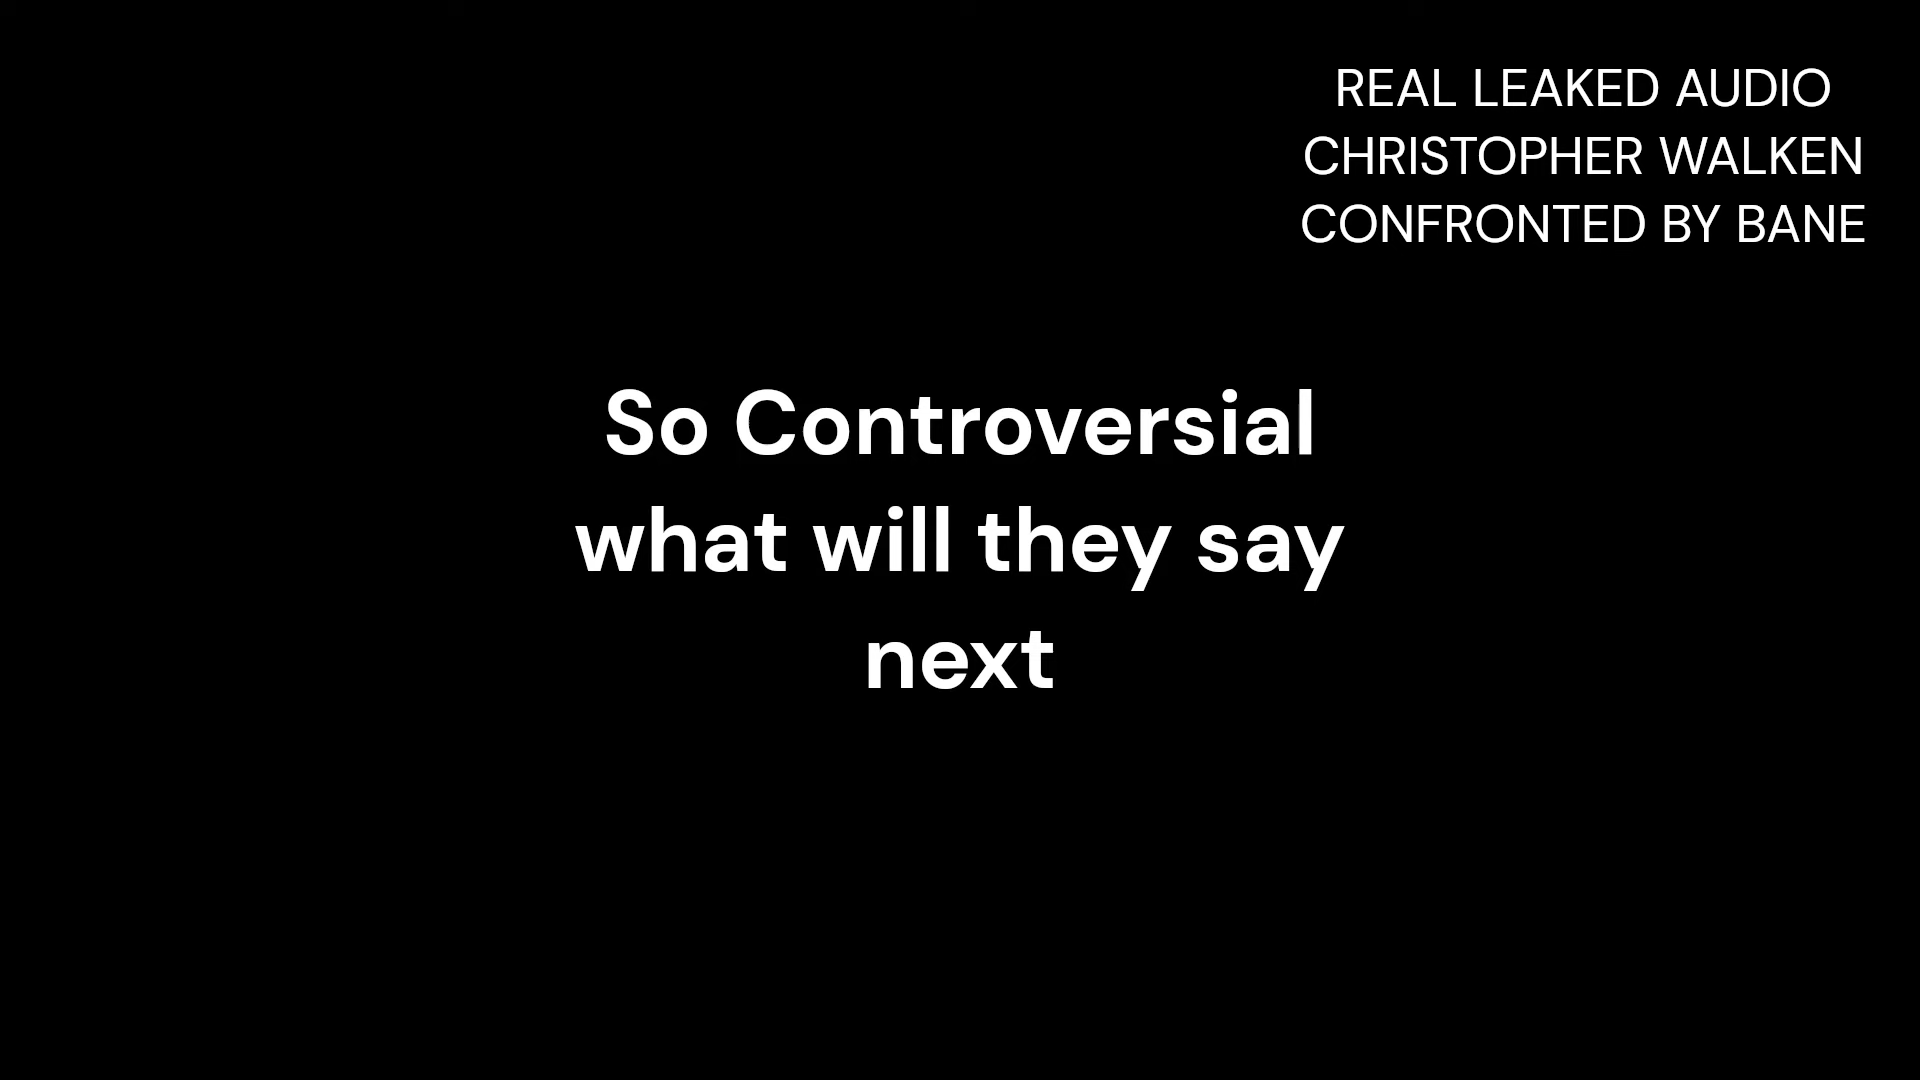 REAL LEAKED AUDIO
CHRISTOPHER WALKEN
CONFRONTED BY BANE
So Controversial
what will they say
next